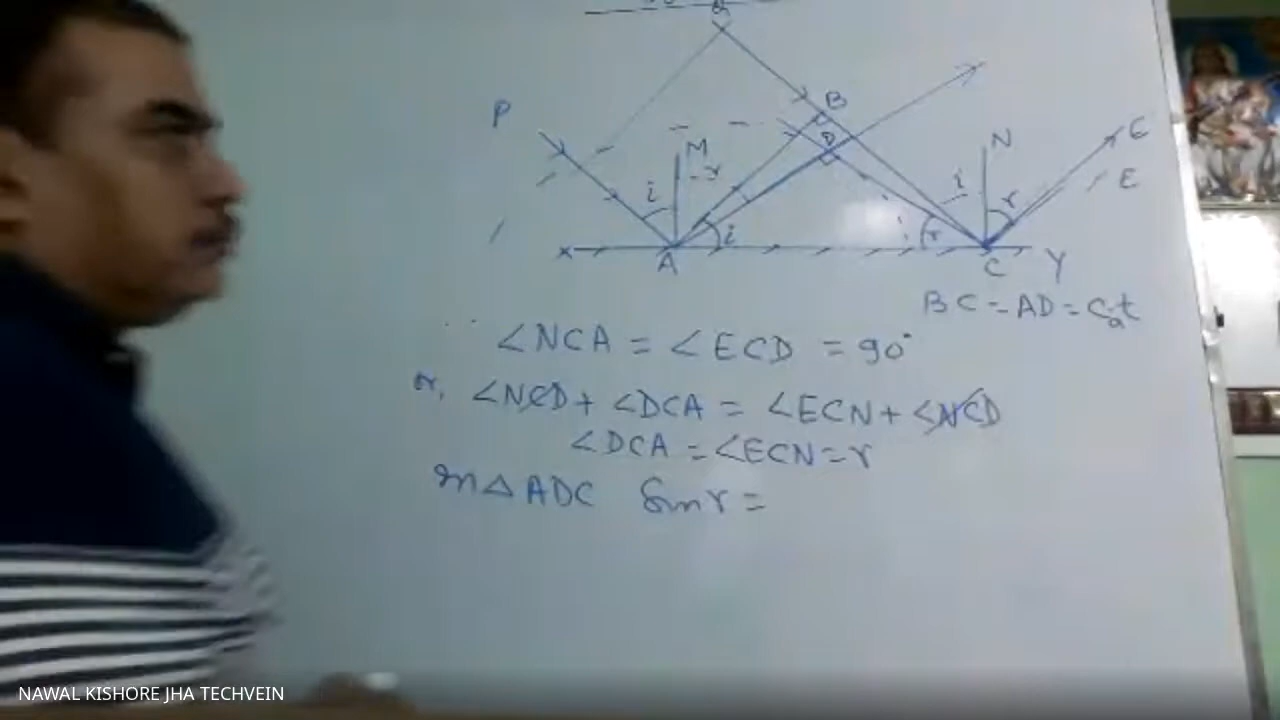 P
B
M
N
E
r
D
i
i
r
E
i
r
x
A
C
Y
BC = AD = Cat
∠NCA = ∠ECD = 90°
or, ∠NCD + ∠DCA = ∠ECN + ∠NCD
∠DCA = ∠ECN = r
In △ ADC Sin r =
NAWAL KISHORE JHA TECHVEIN